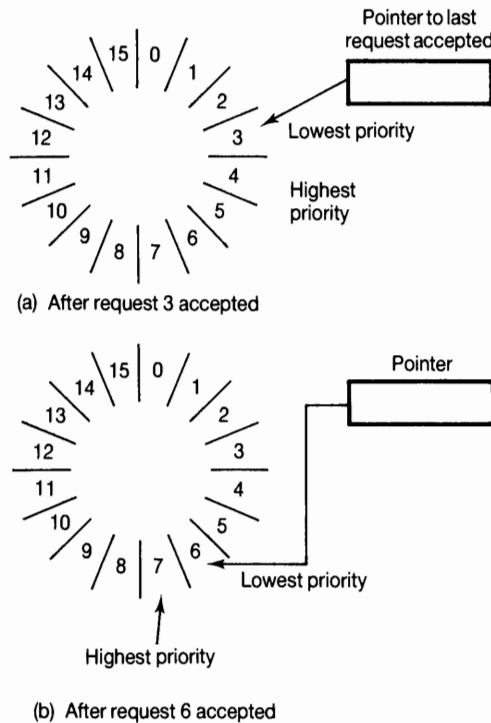 Pointer to last
request accepted
15 0
14 1
13 2
12 3
11 4
10 5
9 6
8 7
Lowest priority
Highest
priority
(a) After request 3 accepted
Pointer
15 0
14 1
13 2
12 3
11 4
10 5
9 6
8 7
Lowest priority
Highest priority
(b) After request 6 accepted